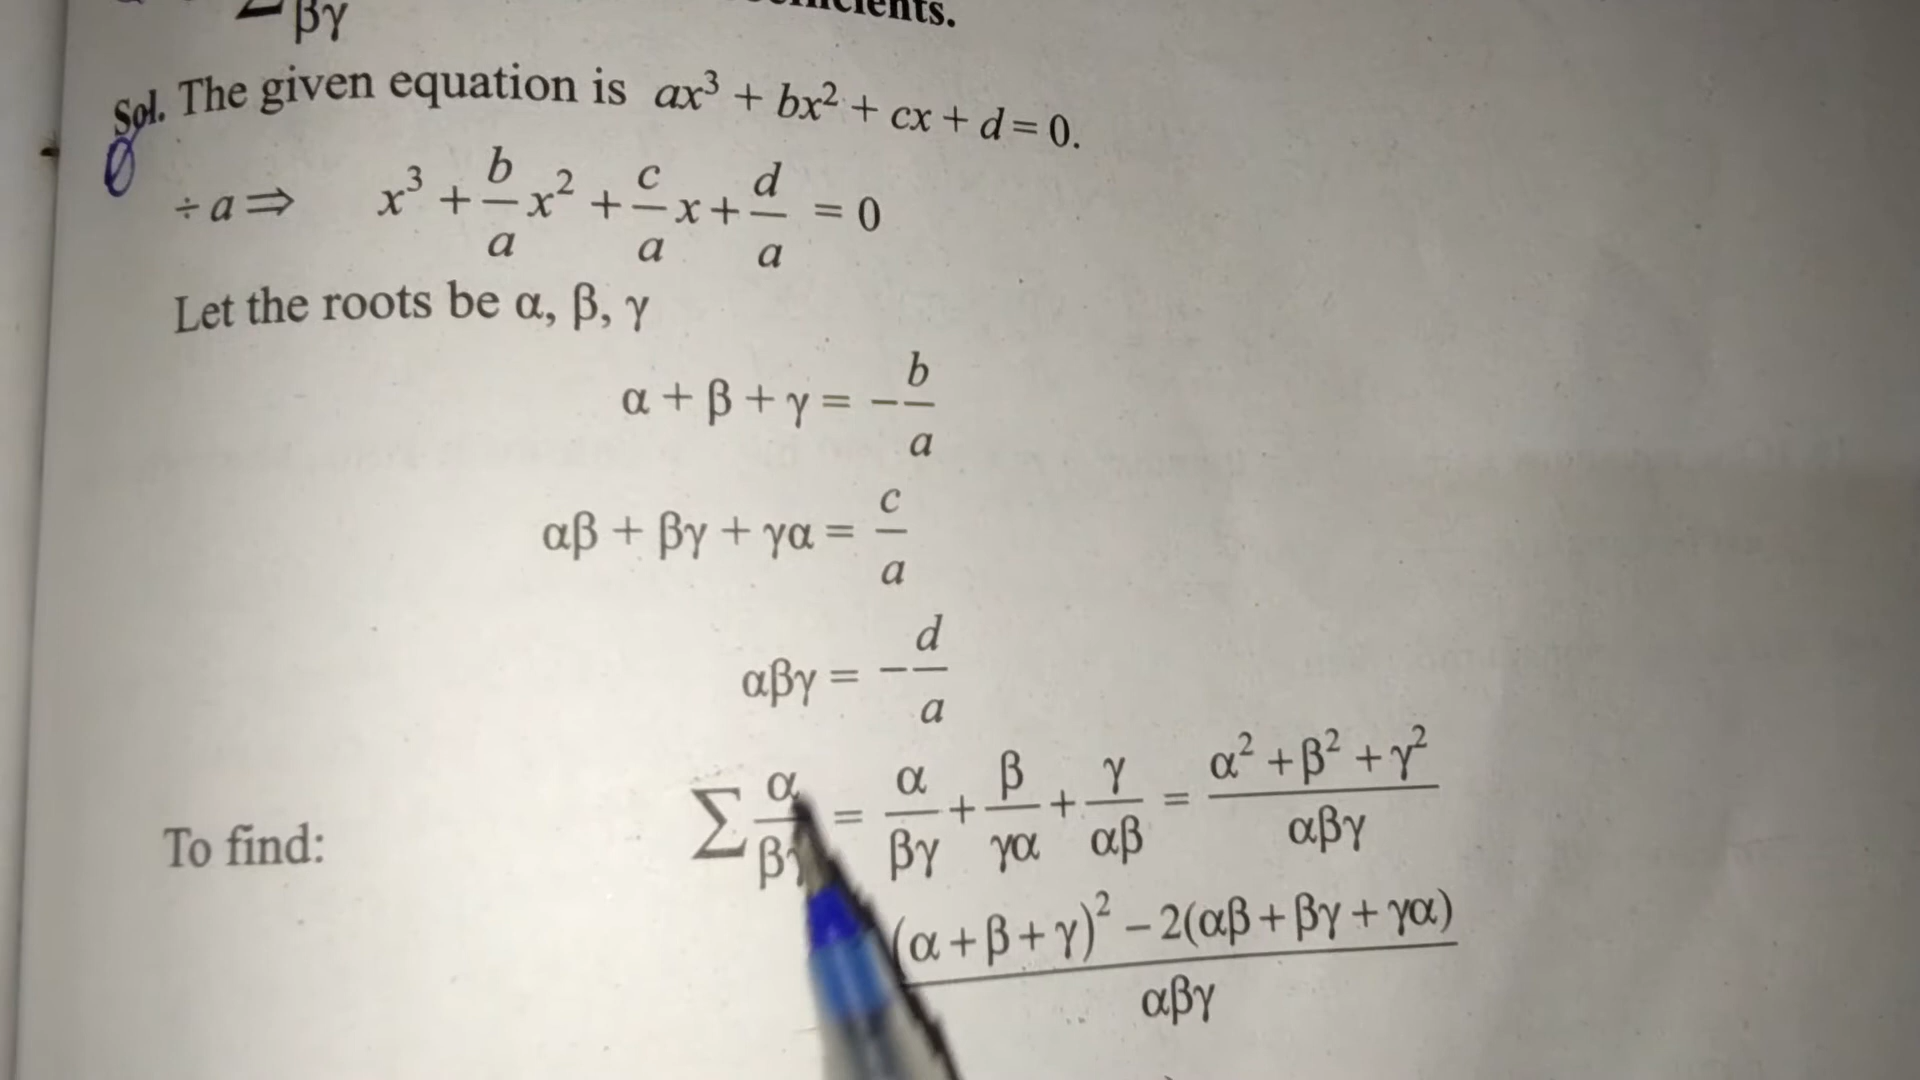 βγ
Sol. The given equation is ax³ + bx² + cx + d = 0.
÷ a ⇒ x³ + b/a x² + c/a x + d/a = 0
Let the roots be α, β, γ
α + β + γ = − b/a
αβ + βγ + γα = c/a
αβγ = − d/a
To find: ∑ α/βγ = α/βγ + β/γα + γ/αβ = (α² + β² + γ²)/αβγ
((α + β + γ)² − 2(αβ + βγ + γα))/αβγ